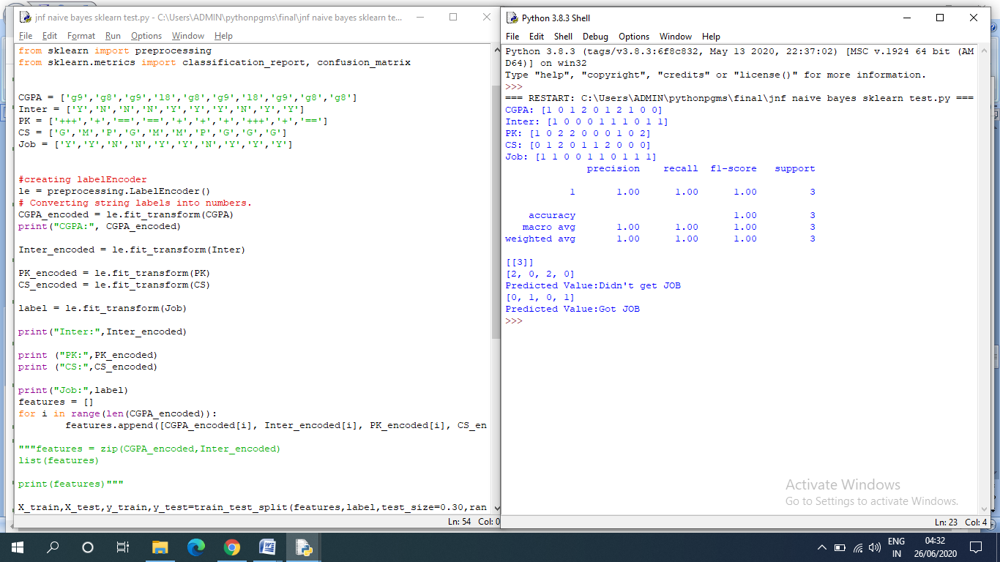 jnf naive bayes sklearn test.py - C:\Users\ADMIN\pythonpgms\final\jnf naive bayes sklearn te...
File Edit Format Run Options Window Help
from sklearn import preprocessing
from sklearn.metrics import classification_report, confusion_matrix
CGPA = ['g9','g8','g9','l8','g8','g9','l8','g9','g8','g8']
Inter = ['Y','N','N','N','Y','Y','Y','N','Y','Y']
PK = ['+++','+','==','==','+','+','+','+++','+','==']
CS = ['G','M','P','G','M','M','P','G','G','G']
Job = ['Y','Y','N','N','Y','Y','N','Y','Y','Y']
#creating labelEncoder
le = preprocessing.LabelEncoder()
# Converting string labels into numbers.
CGPA_encoded = le.fit_transform(CGPA)
print("CGPA:", CGPA_encoded)
Inter_encoded = le.fit_transform(Inter)
PK_encoded = le.fit_transform(PK)
CS_encoded = le.fit_transform(CS)
label = le.fit_transform(Job)
print("Inter:",Inter_encoded)
print ("PK:",PK_encoded)
print ("CS:",CS_encoded)
print("Job:",label)
features = []
for i in range(len(CGPA_encoded)):
        features.append([CGPA_encoded[i], Inter_encoded[i], PK_encoded[i], CS_en
"""features = zip(CGPA_encoded,Inter_encoded)
list(features)
print(features)"""
X_train,X_test,y_train,y_test=train_test_split(features,label,test_size=0.30,ran
Ln: 54 Col: 0
Python 3.8.3 Shell
File Edit Shell Debug Options Window Help
Python 3.8.3 (tags/v3.8.3:6f8c832, May 13 2020, 22:37:02) [MSC v.1924 64 bit (AM
D64)] on win32
Type "help", "copyright", "credits" or "license()" for more information.
>>>
=== RESTART: C:\Users\ADMIN\pythonpgms\final\jnf naive bayes sklearn test.py ===
CGPA: [1 0 1 2 0 1 2 1 0 0]
Inter: [1 0 0 0 1 1 1 0 1 1]
PK: [1 0 2 2 0 0 0 1 0 2]
CS: [0 1 2 0 1 1 2 0 0 0]
Job: [1 1 0 0 1 1 0 1 1 1]
              precision    recall  f1-score   support
           1       1.00      1.00      1.00         3
    accuracy                           1.00         3
   macro avg       1.00      1.00      1.00         3
weighted avg       1.00      1.00      1.00         3
[[3]]
[2, 0, 2, 0]
Predicted Value:Didn't get JOB
[0, 1, 0, 1]
Predicted Value:Got JOB
>>>
Activate Windows
Go to Settings to activate Windows.
Ln: 23 Col: 4
ENG
IN
04:32
26/06/2020